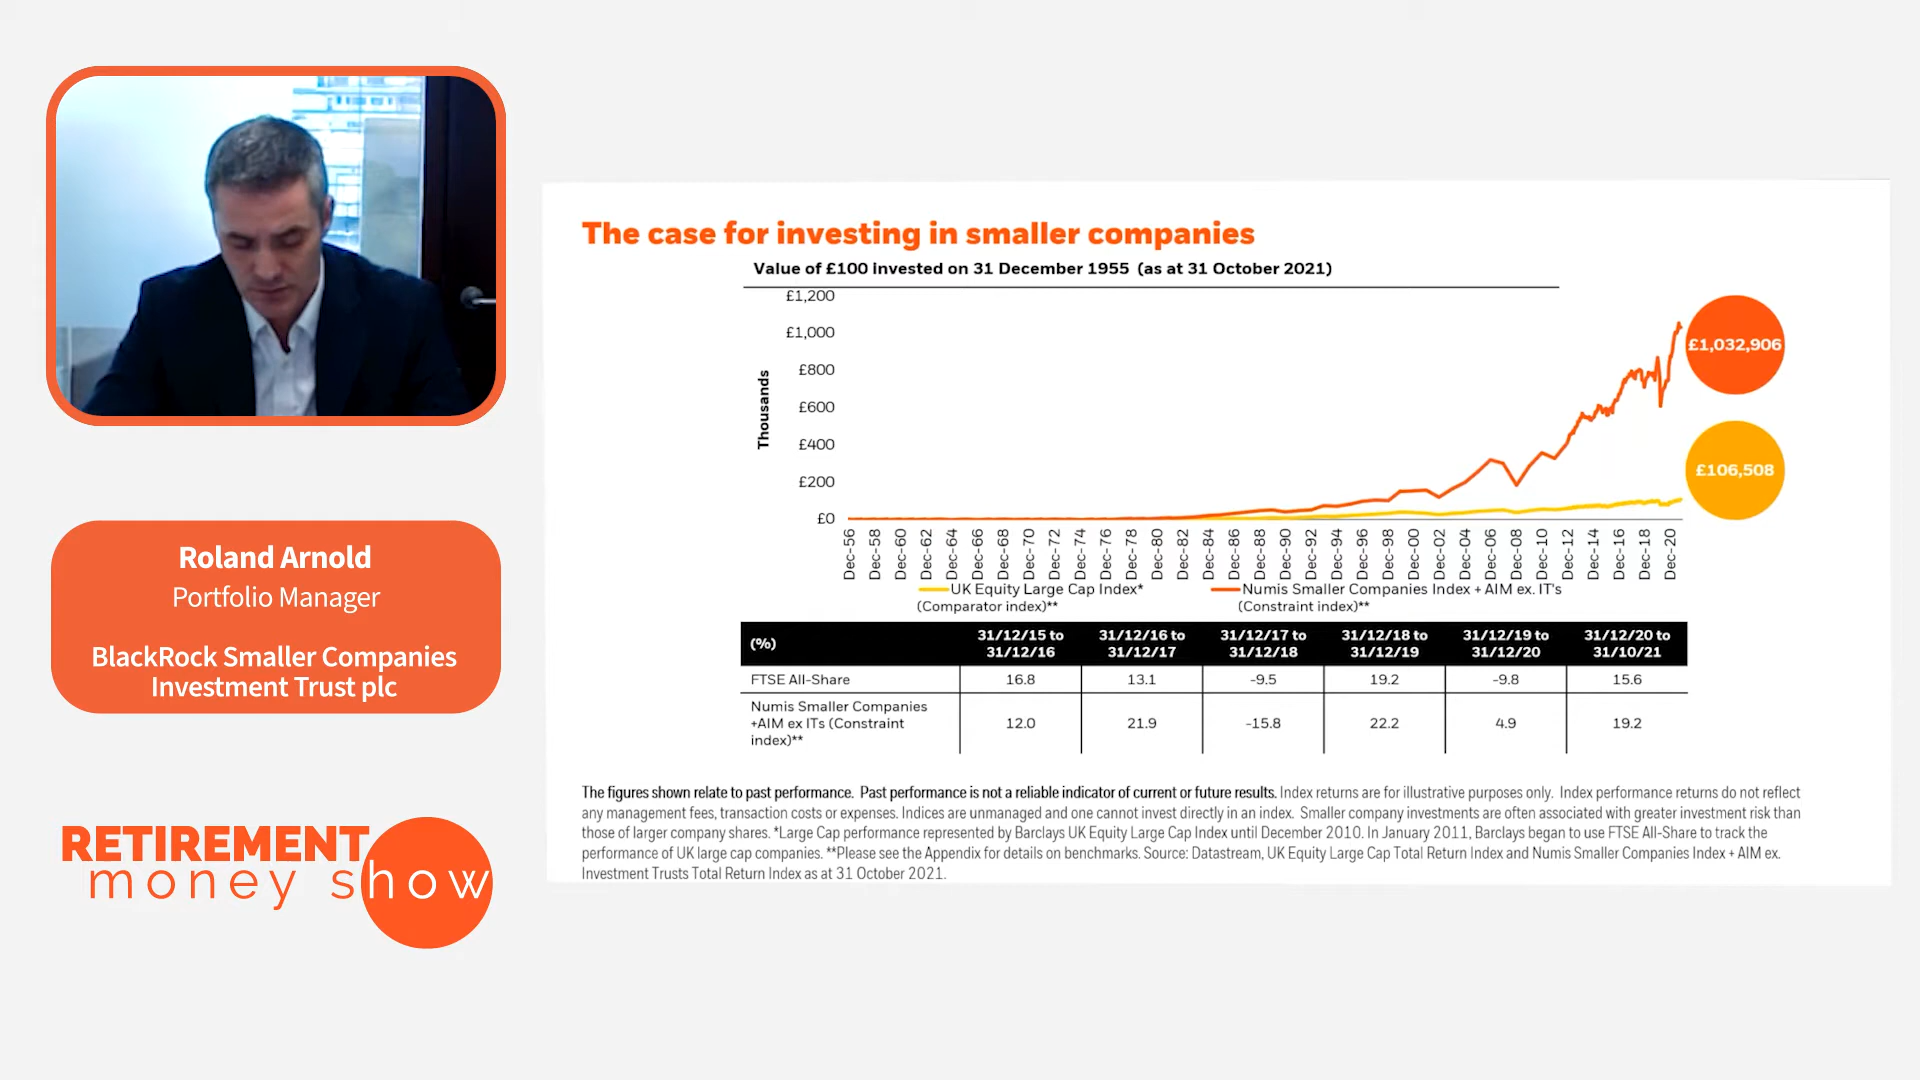 Roland Arnold
Portfolio Manager
BlackRock Smaller Companies
Investment Trust plc
RETIREMENT
money show
The case for investing in smaller companies
Value of £100 invested on 31 December 1955 (as at 31 October 2021)
Thousands
£1,200
£1,000
£800
£600
£400
£200
£0
£1,032,906
£106,508
Dec-56 Dec-58 Dec-60 Dec-62 Dec-64 Dec-66 Dec-68 Dec-70 Dec-72 Dec-74 Dec-76 Dec-78 Dec-80 Dec-82 Dec-84 Dec-86 Dec-88 Dec-90 Dec-92 Dec-94 Dec-96 Dec-98 Dec-00 Dec-02 Dec-04 Dec-06 Dec-08 Dec-10 Dec-12 Dec-14 Dec-16 Dec-18 Dec-20
UK Equity Large Cap Index*
(Comparator index)**
Numis Smaller Companies Index + AIM ex. IT's
(Constraint index)**
(%)
31/12/15 to
31/12/16
31/12/16 to
31/12/17
31/12/17 to
31/12/18
31/12/18 to
31/12/19
31/12/19 to
31/12/20
31/12/20 to
31/10/21
FTSE All-Share 16.8 13.1 -9.5 19.2 -9.8 15.6
Numis Smaller Companies
+AIM ex ITs (Constraint
index)**
12.0 21.9 -15.8 22.2 4.9 19.2
The figures shown relate to past performance. Past performance is not a reliable indicator of current or future results. Index returns are for illustrative purposes only. Index performance returns do not reflect
any management fees, transaction costs or expenses. Indices are unmanaged and one cannot invest directly in an index. Smaller company investments are often associated with greater investment risk than
those of larger company shares. *Large Cap performance represented by Barclays UK Equity Large Cap Index until December 2010. In January 2011, Barclays began to use FTSE All-Share to track the
performance of UK large cap companies. **Please see the Appendix for details on benchmarks. Source: Datastream, UK Equity Large Cap Total Return Index and Numis Smaller Companies Index + AIM ex.
Investment Trusts Total Return Index as at 31 October 2021.